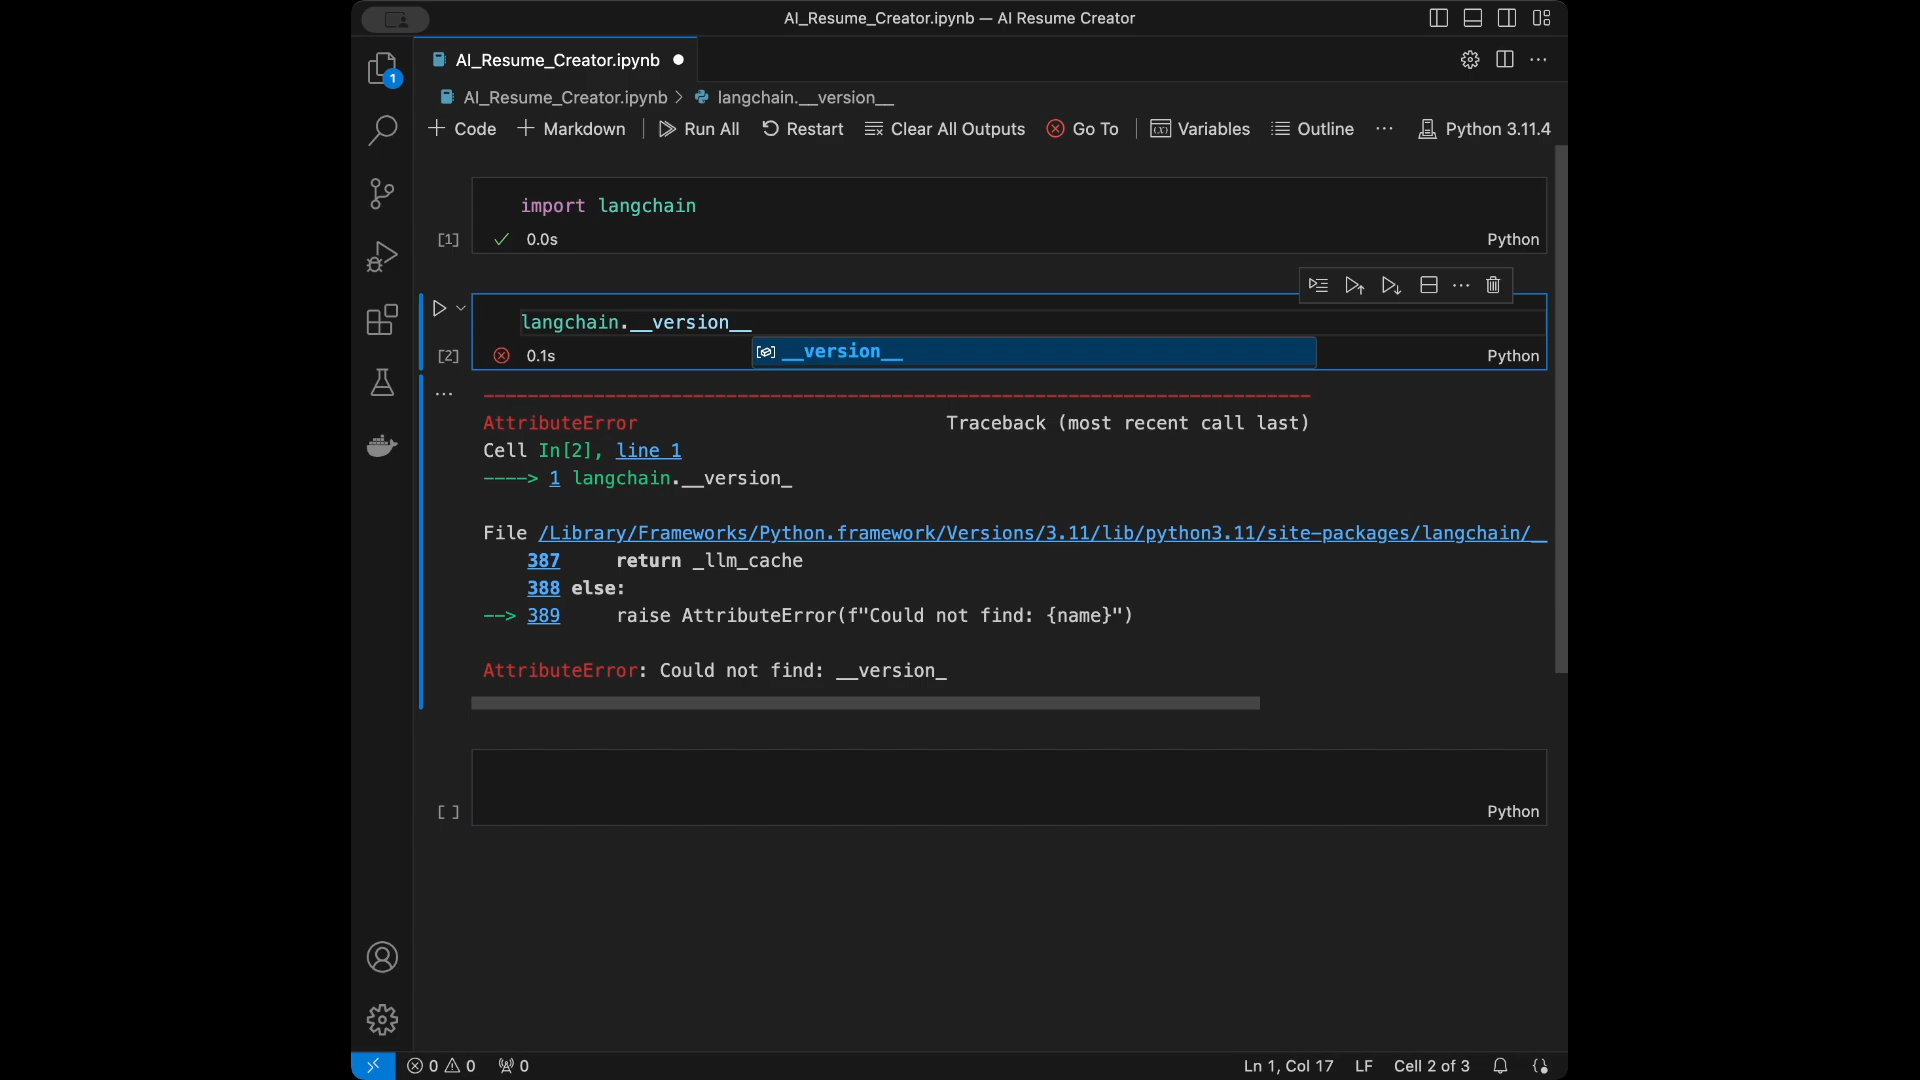 AI_Resume_Creator.ipynb — AI Resume Creator
1
AI_Resume_Creator.ipynb
AI_Resume_Creator.ipynb > langchain.__version__
+ Code + Markdown Run All Restart Clear All Outputs Go To Variables Outline ... Python 3.11.4
import langchain
[1] 0.0s Python
langchain.__version__
__version__
[2] 0.1s Python
--------------------------------------------------------------------------- 
AttributeError Traceback (most recent call last)
Cell In[2], line 1
----> 1 langchain.__version_
File /Library/Frameworks/Python.framework/Versions/3.11/lib/python3.11/site-packages/langchain/__
387 return _llm_cache
388 else:
--> 389 raise AttributeError(f"Could not find: {name}")
AttributeError: Could not find: __version_
[ ] Python
0 0 0 Ln 1, Col 17 LF Cell 2 of 3